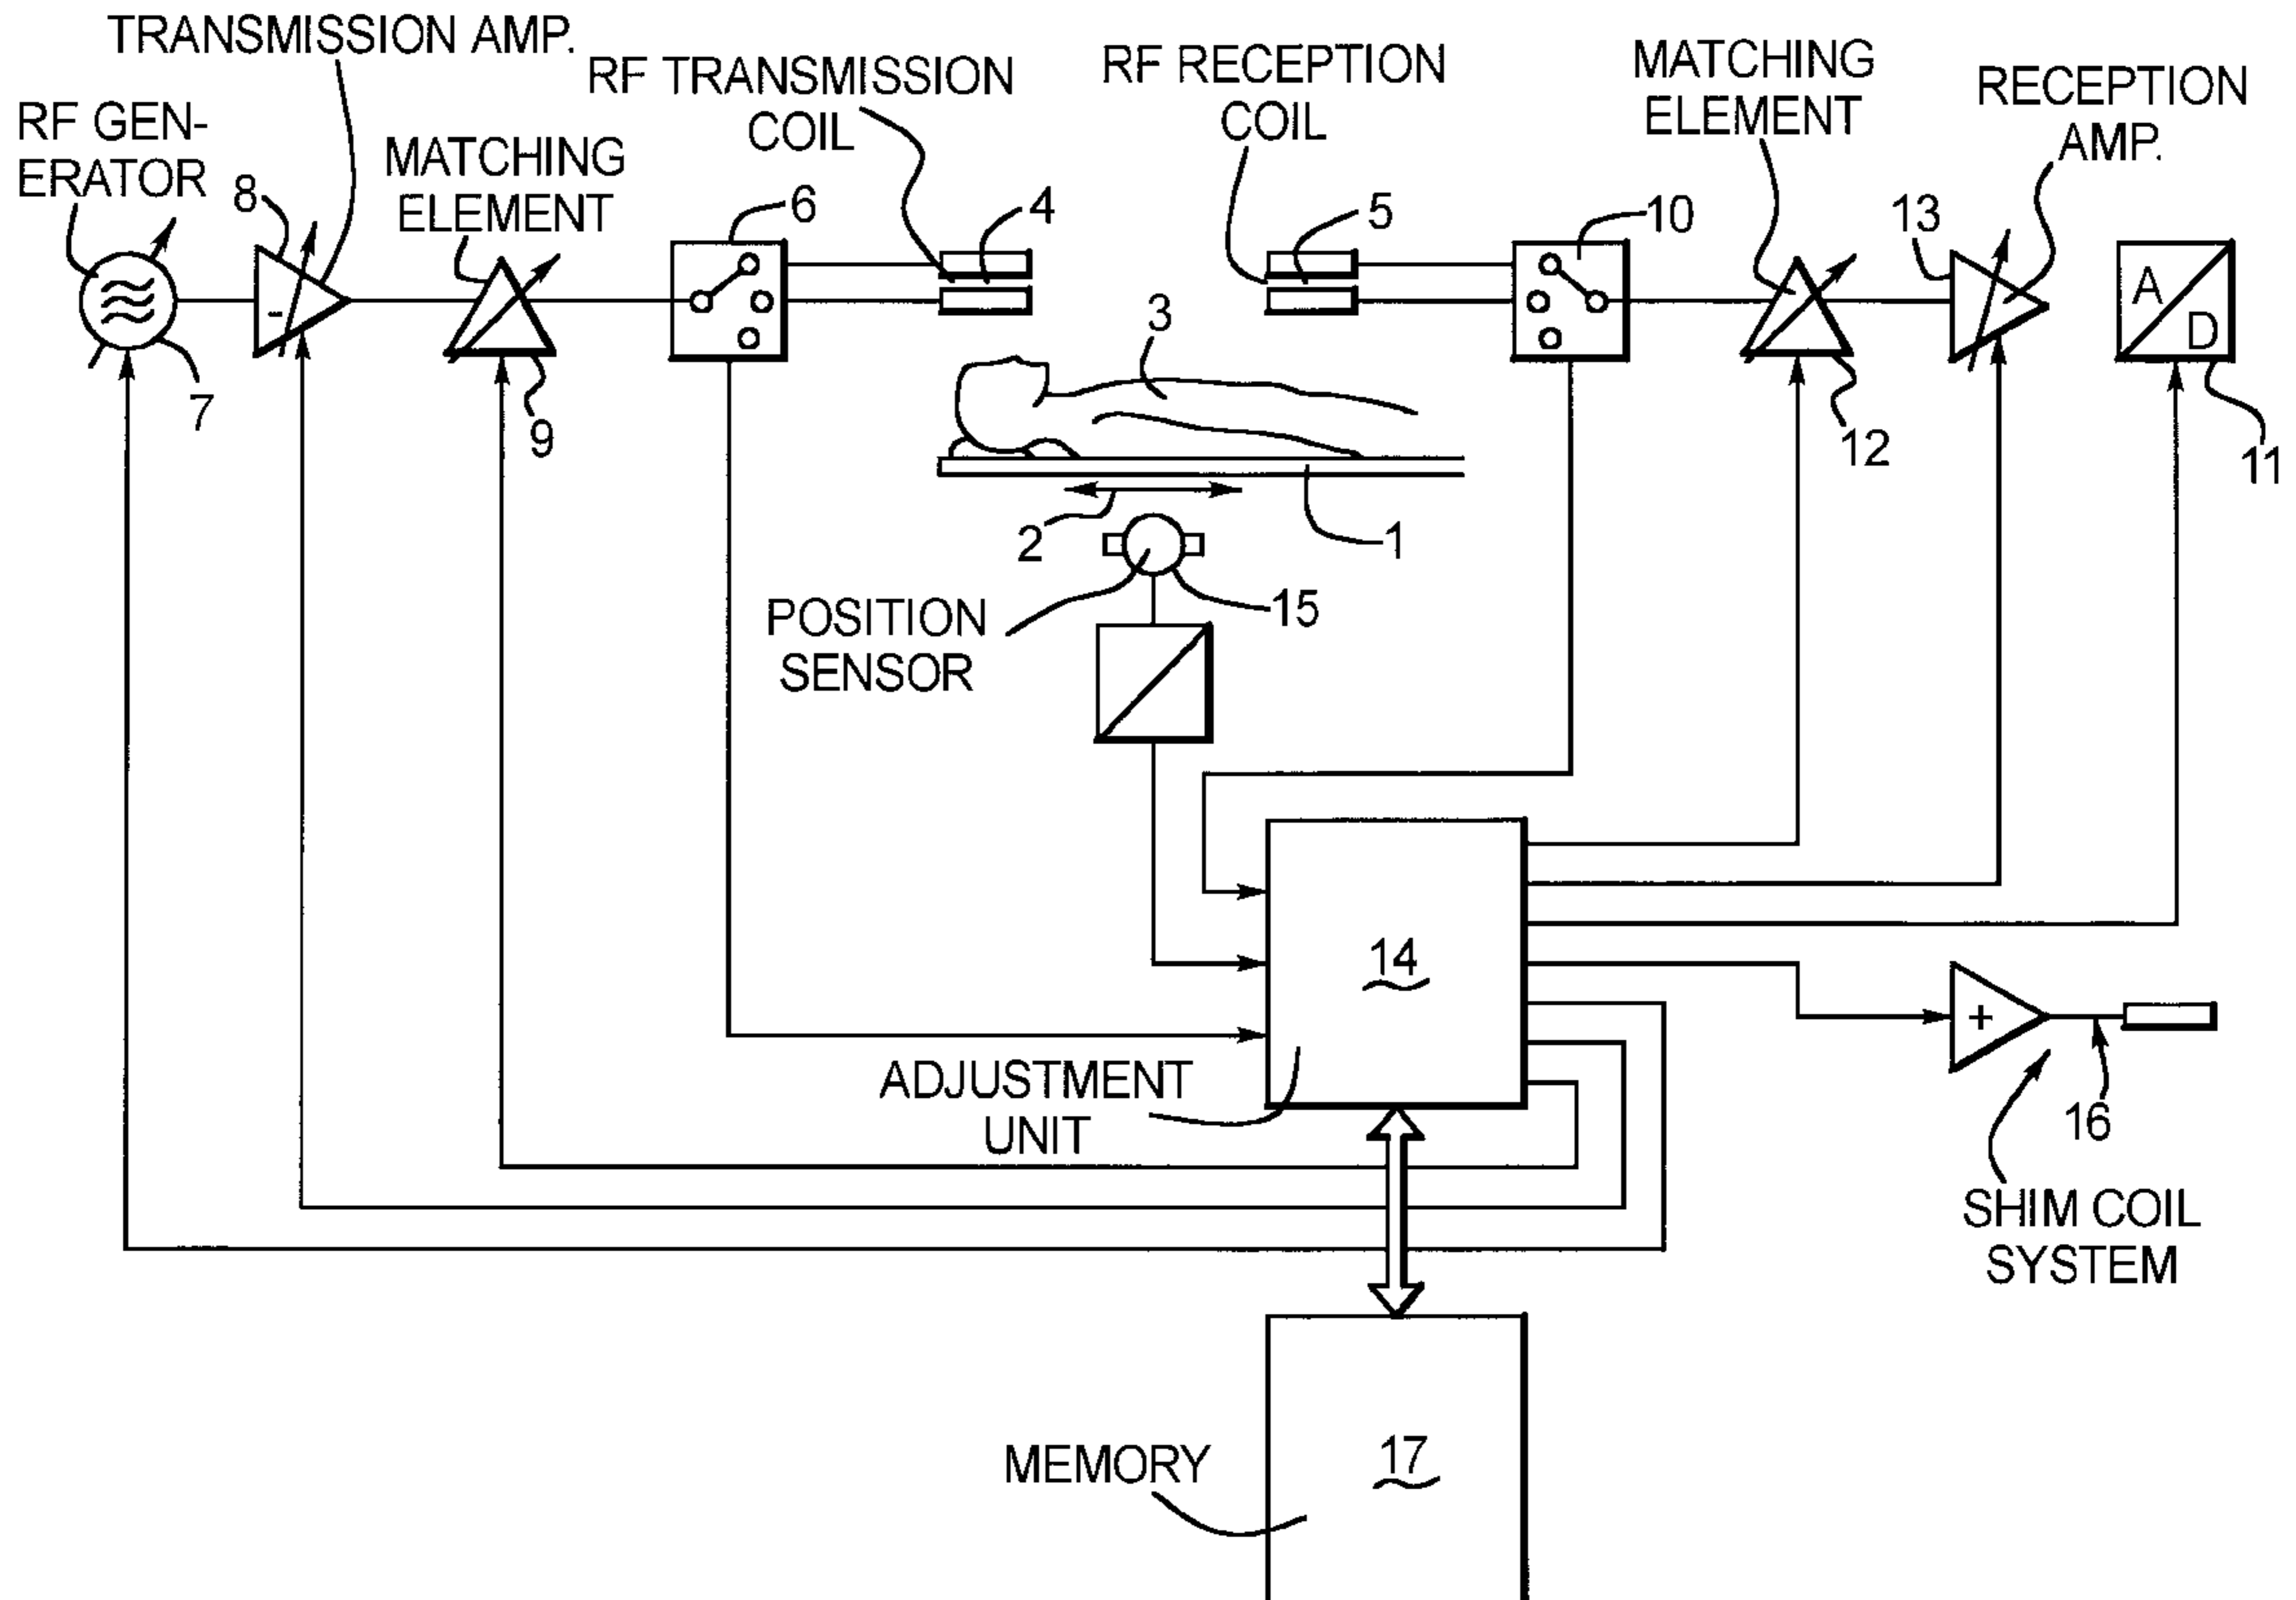 TRANSMISSION AMP.
RF TRANSMISSION
COIL
RF RECEPTION
COIL
MATCHING
ELEMENT
RECEPTION
AMP.
RF GEN-
ERATOR
MATCHING
ELEMENT
8
6
4
5
10
13
A
D
7
9
3
12
11
2
1
POSITION
SENSOR
15
14
-
+
ADJUSTMENT
UNIT
16
SHIM COIL
SYSTEM
MEMORY
17